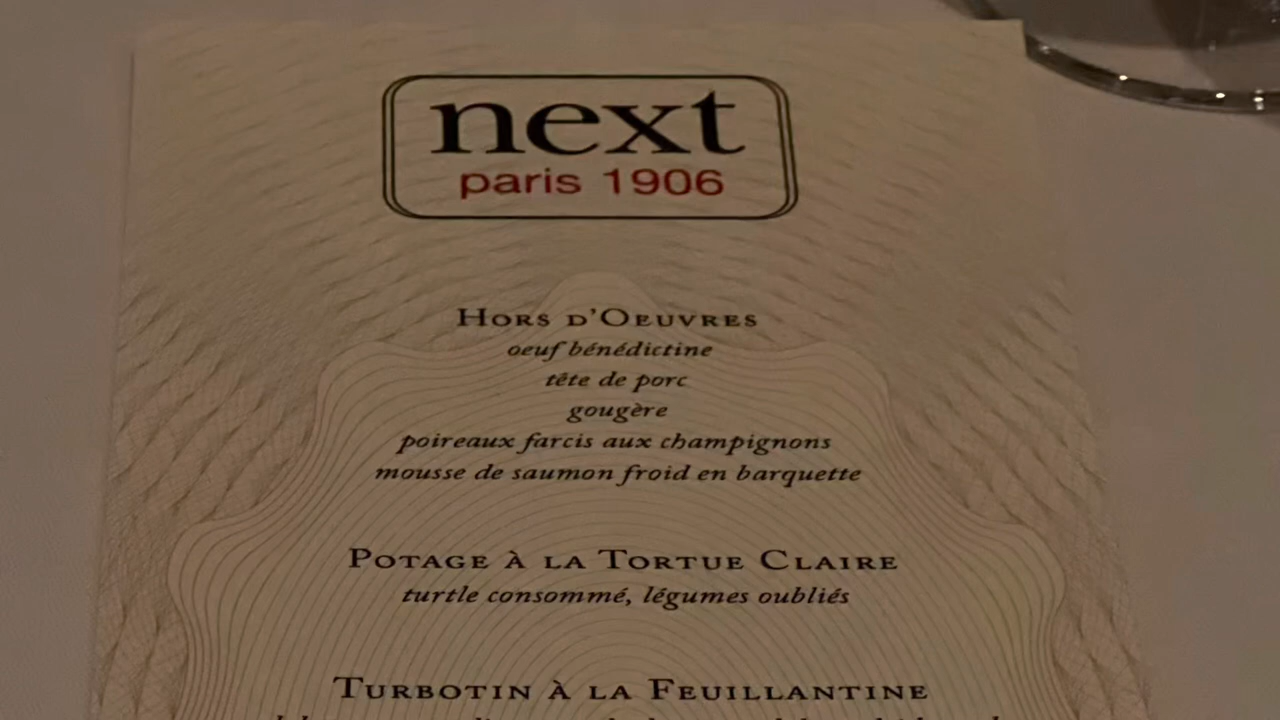 next
paris 1906
HORS D'OEUVRES
oeuf bénédictine
tête de porc
gougère
poireaux farcis aux champignons
mousse de saumon froid en barquette
POTAGE À LA TORTUE CLAIRE
turtle consommé, légumes oubliés
TURBOTIN À LA FEUILLANTINE